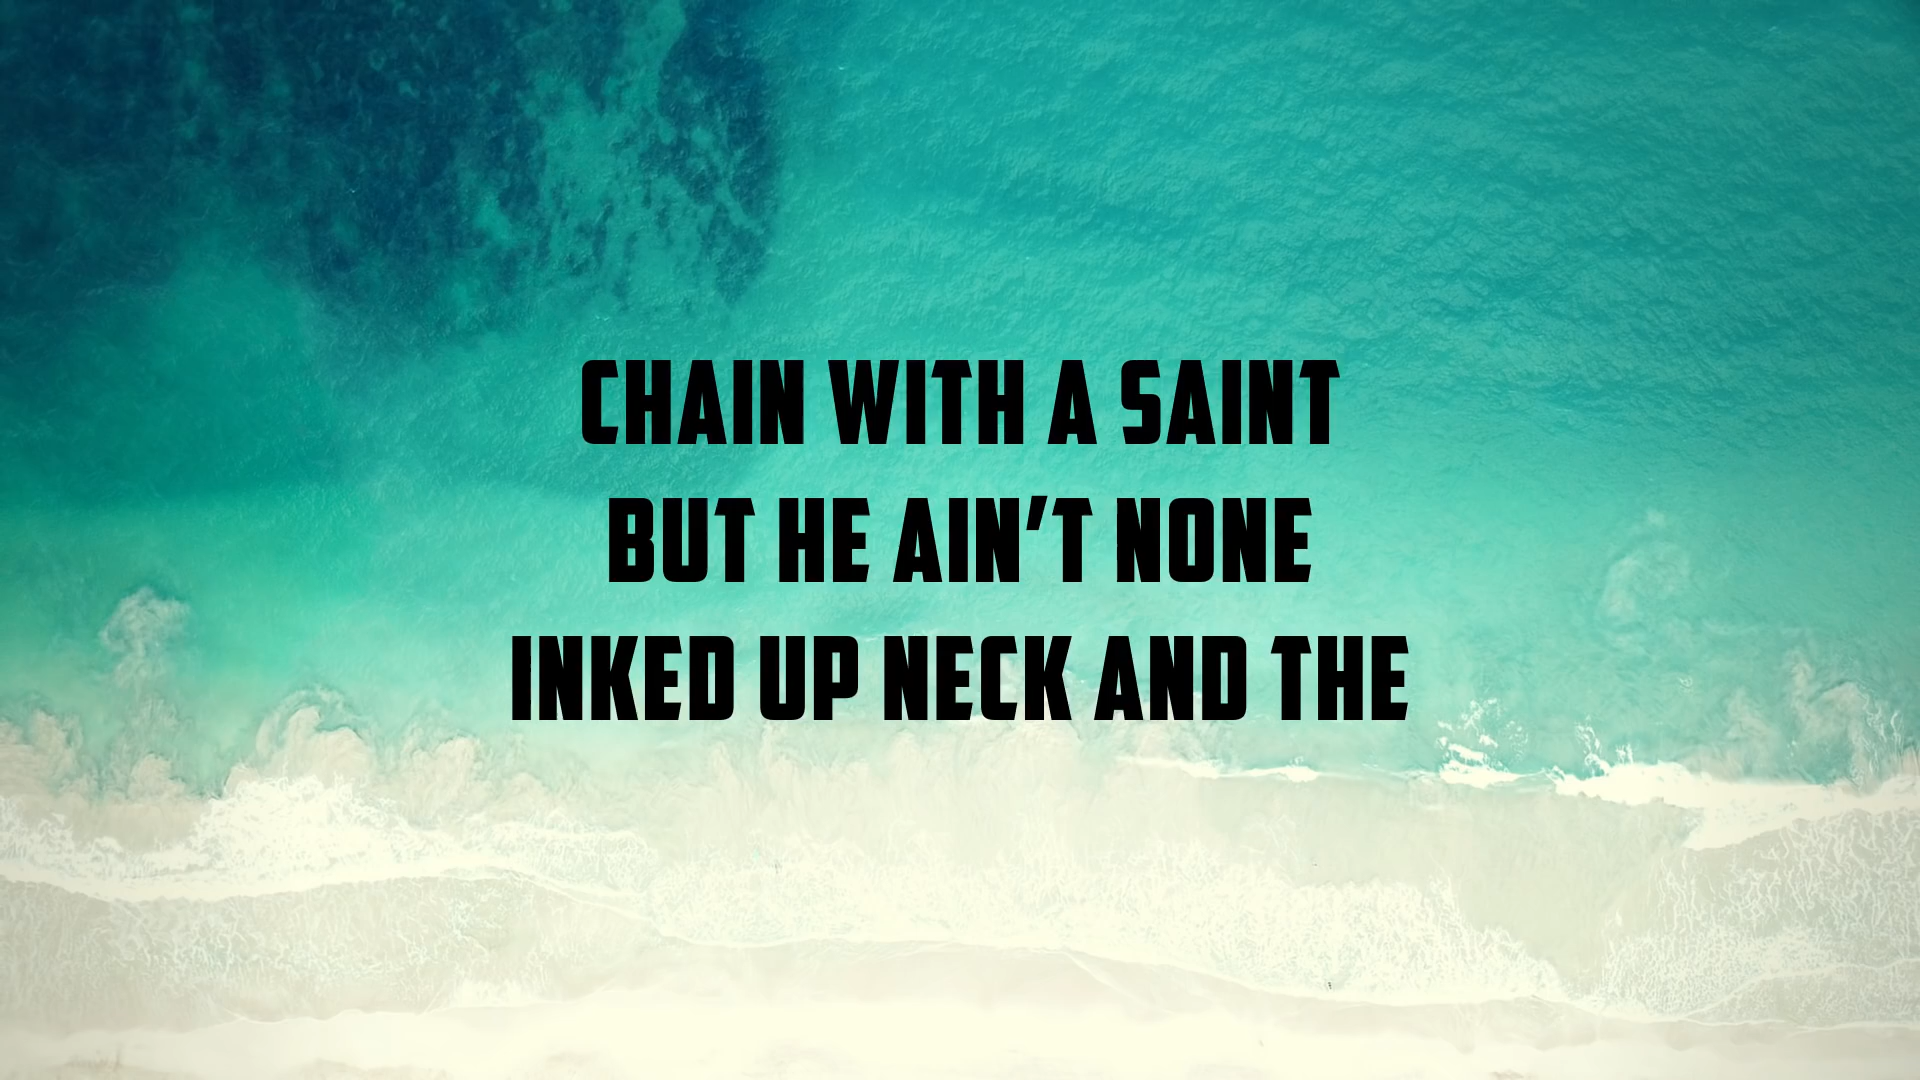 CHAIN WITH A SAINT
BUT HE AIN'T NONE
INKED UP NECK AND THE